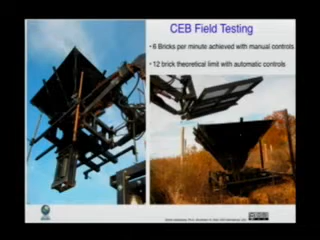 CEB Field Testing
• 6 Bricks per minute achieved with manual controls
• 12 brick theoretical limit with automatic controls